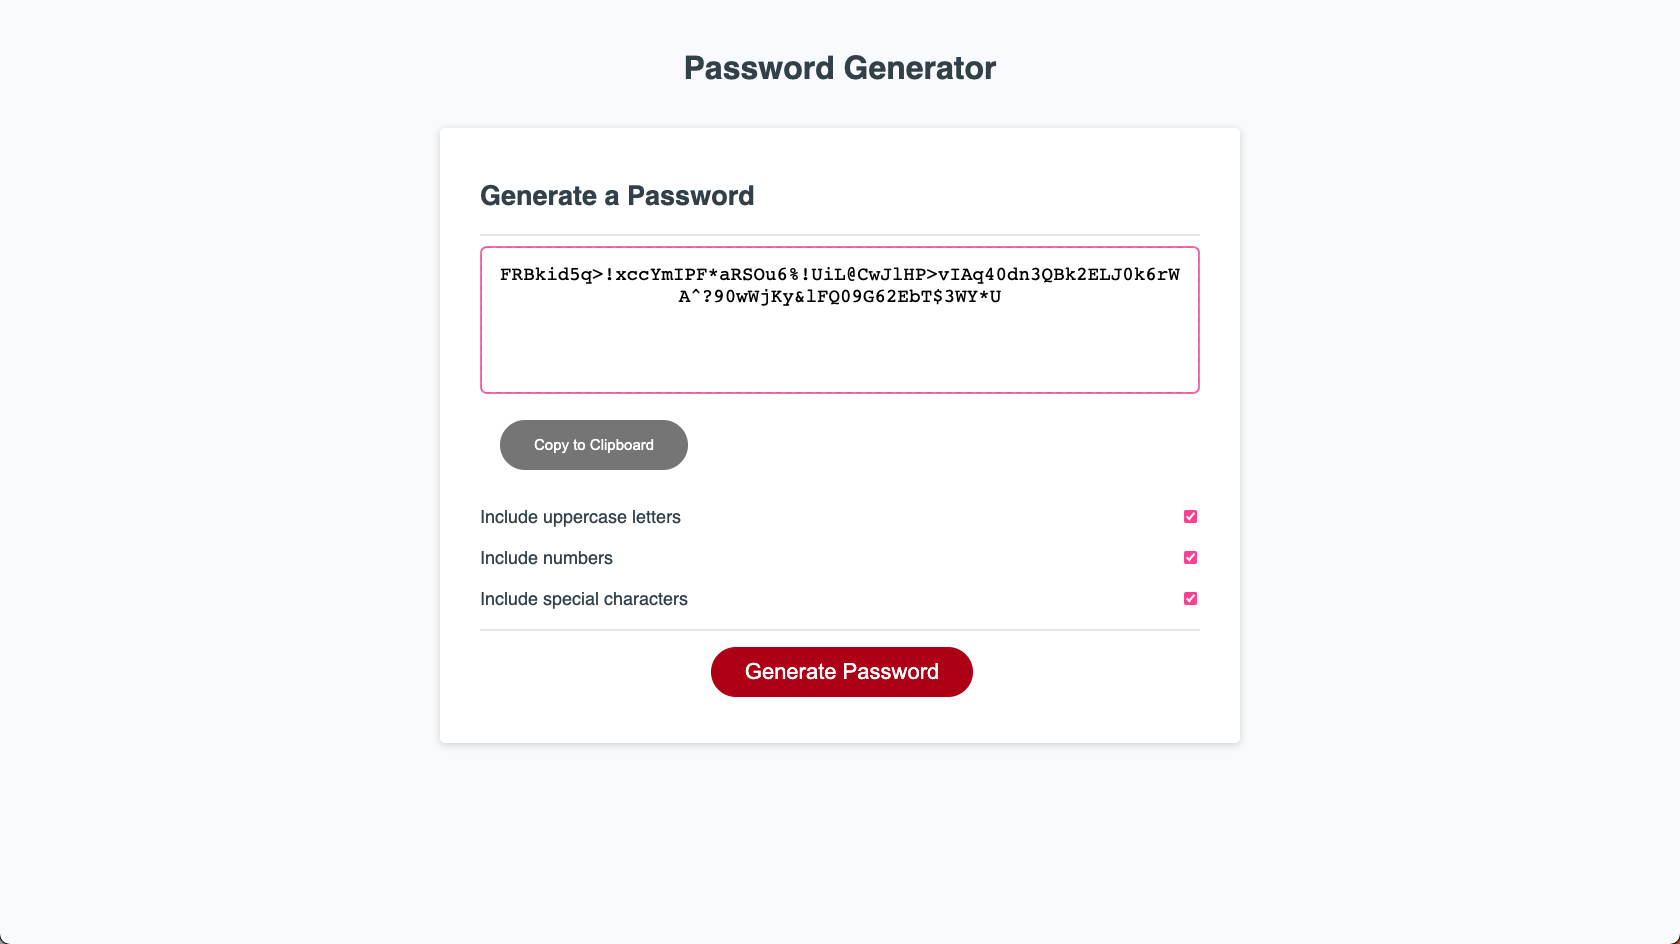 Password Generator
Generate a Password
FRBkid5q>!xccYmIPF*aRSOu6%!UiL@CwJlHP>vIAq40dn3QBk2ELJ0k6rW
A^?90wWjKy&lFQ09G62EbT$3WY*U
Copy to Clipboard
Include uppercase letters
Include numbers
Include special characters
Generate Password